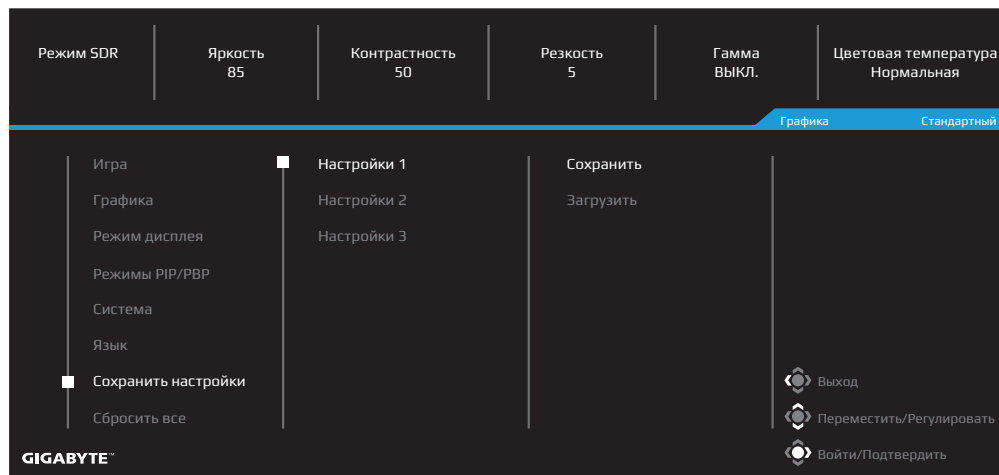 Режим SDR
Яркость
85
Контрастность
50
Резкость
5
Гамма
ВЫКЛ.
Цветовая температура
Нормальная
Графика Стандартный
Игра
Графика
Режим дисплея
Режимы PIP/PBP
Система
Язык
Сохранить настройки
Сбросить все
Настройки 1
Настройки 2
Настройки 3
Сохранить
Загрузить
Выход
Переместить/Регулировать
Войти/Подтвердить
GIGABYTE™